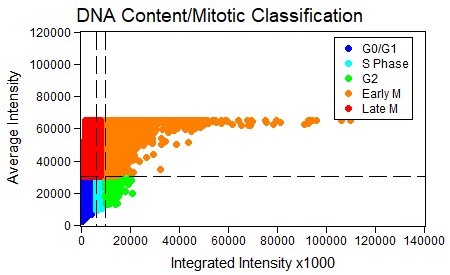 DNA Content/Mitotic Classification
120000
100000
80000
60000
40000
20000
0
Average Intensity
G0/G1
S Phase
G2
Early M
Late M
0 20000 40000 60000 80000 100000 120000 140000
Integrated Intensity x1000